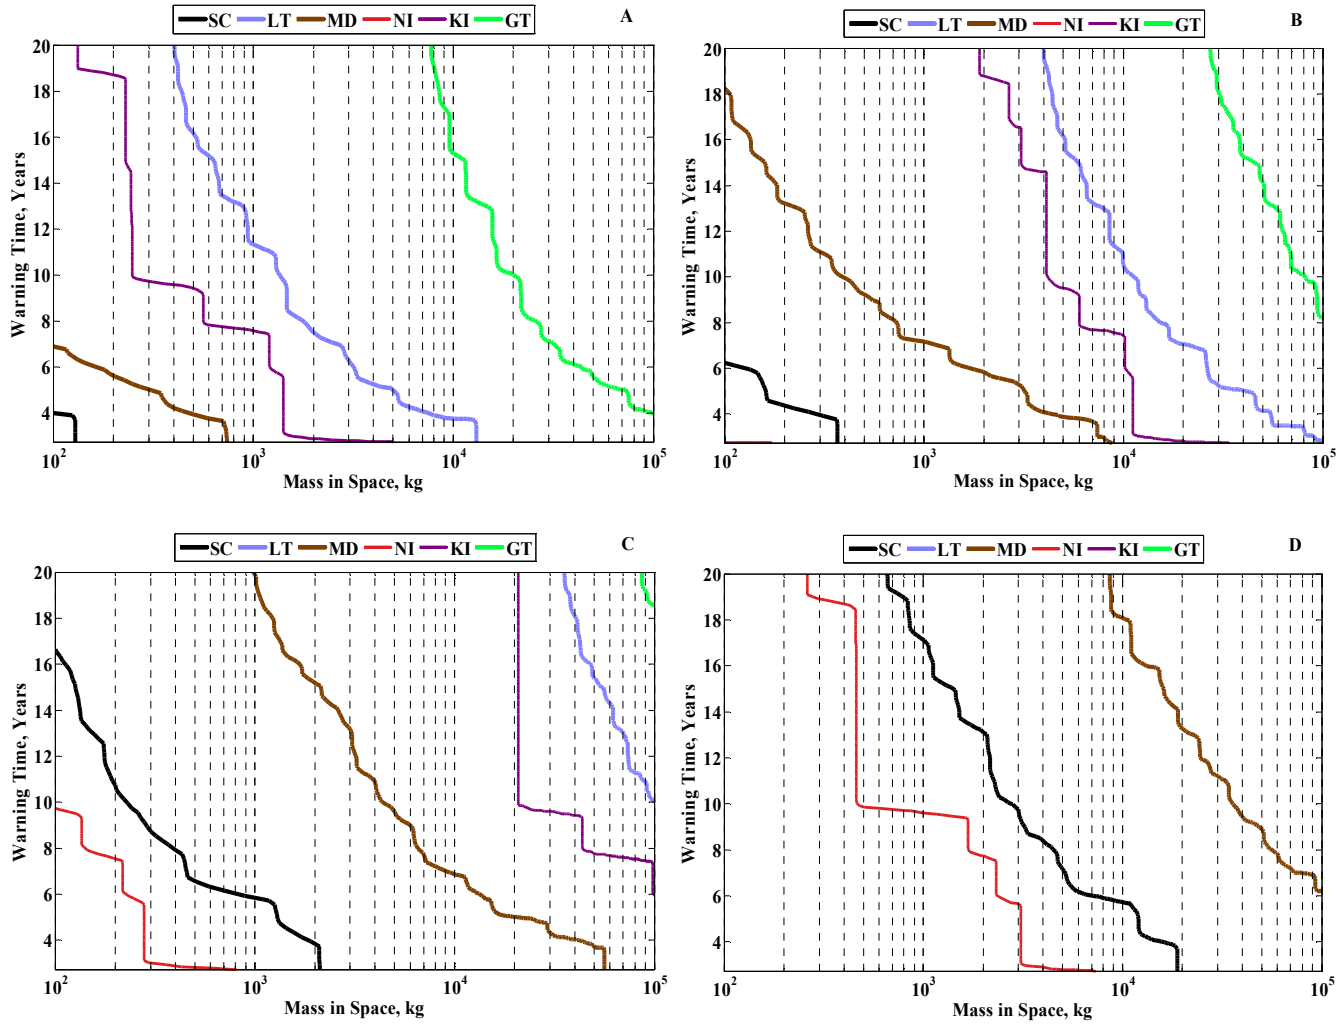 SC LT MD NI KI GT A
20
18
16
14
12
10
8
6
4
Warning Time, Years
10^2 10^3 10^4 10^5
Mass in Space, kg
SC LT MD NI KI GT B
20
18
16
14
12
10
8
6
4
Warning Time, Years
10^2 10^3 10^4 10^5
Mass in Space, kg
SC LT MD NI KI GT C
20
18
16
14
12
10
8
6
4
Warning Time, Years
10^2 10^3 10^4 10^5
Mass in Space, kg
SC LT MD NI KI GT D
20
18
16
14
12
10
8
6
4
Warning Time, Years
10^2 10^3 10^4 10^5
Mass in Space, kg